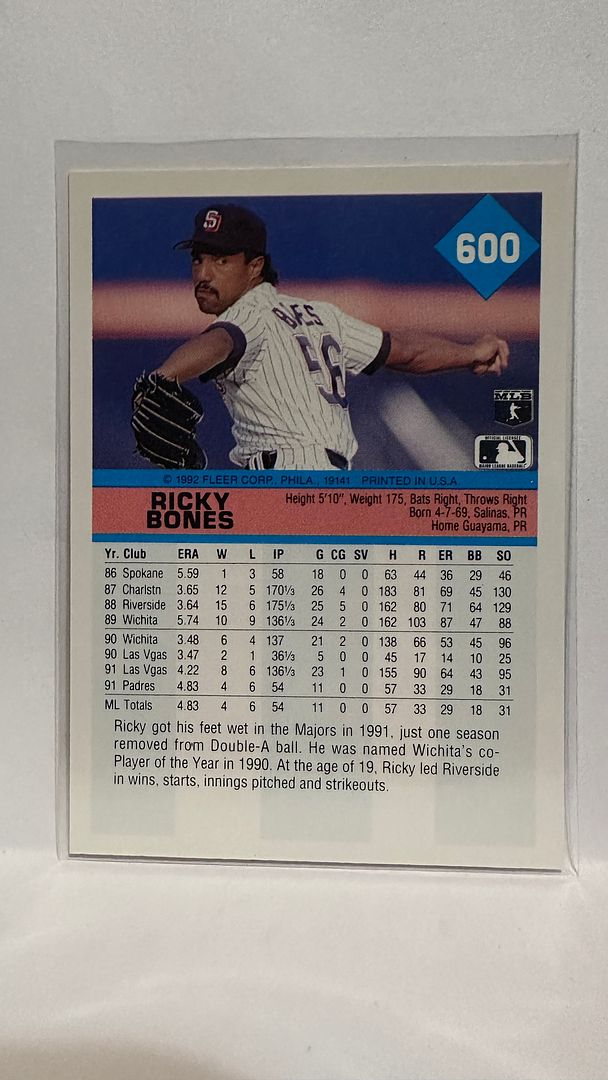 S
600
BONES
56
MLB
OFFICIAL LICENSEE
MAJOR LEAGUE BASEBALL
© 1992 FLEER CORP., PHILA., 19141 PRINTED IN U.S.A.
RICKY
BONES
Height 5'10", Weight 175, Bats Right, Throws Right
Born 4-7-69, Salinas, PR
Home Guayama, PR
Yr. Club ERA W L IP G CG SV H R ER BB SO
86 Spokane 5.59 1 3 58 18 0 0 63 44 36 29 46
87 Charlstn 3.65 12 5 170⅓ 26 4 0 183 81 69 45 130
88 Riverside 3.64 15 6 175⅓ 25 5 0 162 80 71 64 129
89 Wichita 5.74 10 9 136⅓ 24 2 0 162 103 87 47 88
90 Wichita 3.48 6 4 137 21 2 0 138 66 53 45 96
90 Las Vgas 3.47 2 1 36⅓ 5 0 0 45 17 14 10 25
91 Las Vgas 4.22 8 6 136⅓ 23 1 0 155 90 64 43 95
91 Padres 4.83 4 6 54 11 0 0 57 33 29 18 31
ML Totals 4.83 4 6 54 11 0 0 57 33 29 18 31
Ricky got his feet wet in the Majors in 1991, just one season
removed from Double-A ball. He was named Wichita's co-
Player of the Year in 1990. At the age of 19, Ricky led Riverside
in wins, starts, innings pitched and strikeouts.